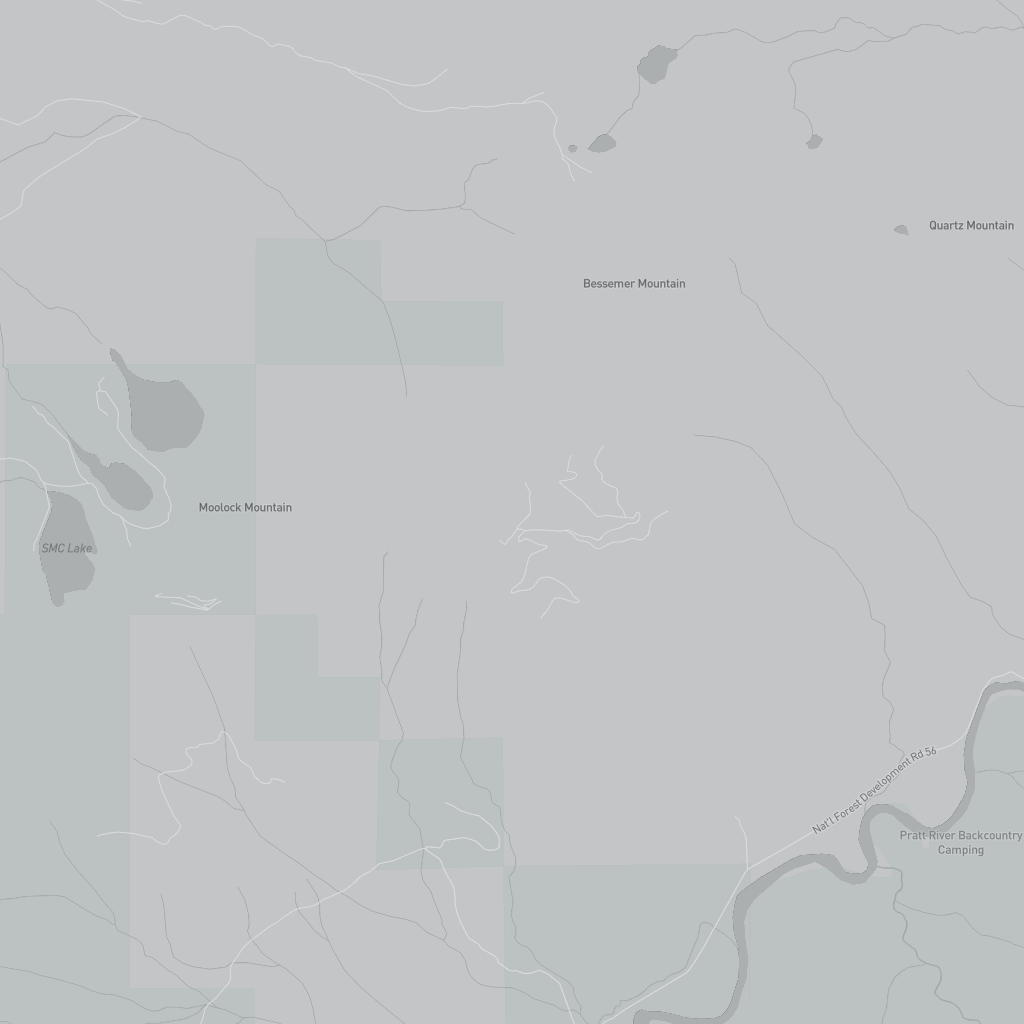 Quartz Mountain
Bessemer Mountain
Moolock Mountain
SMC Lake
Nat'l Forest Development Rd 56
Pratt River Backcountry
Camping